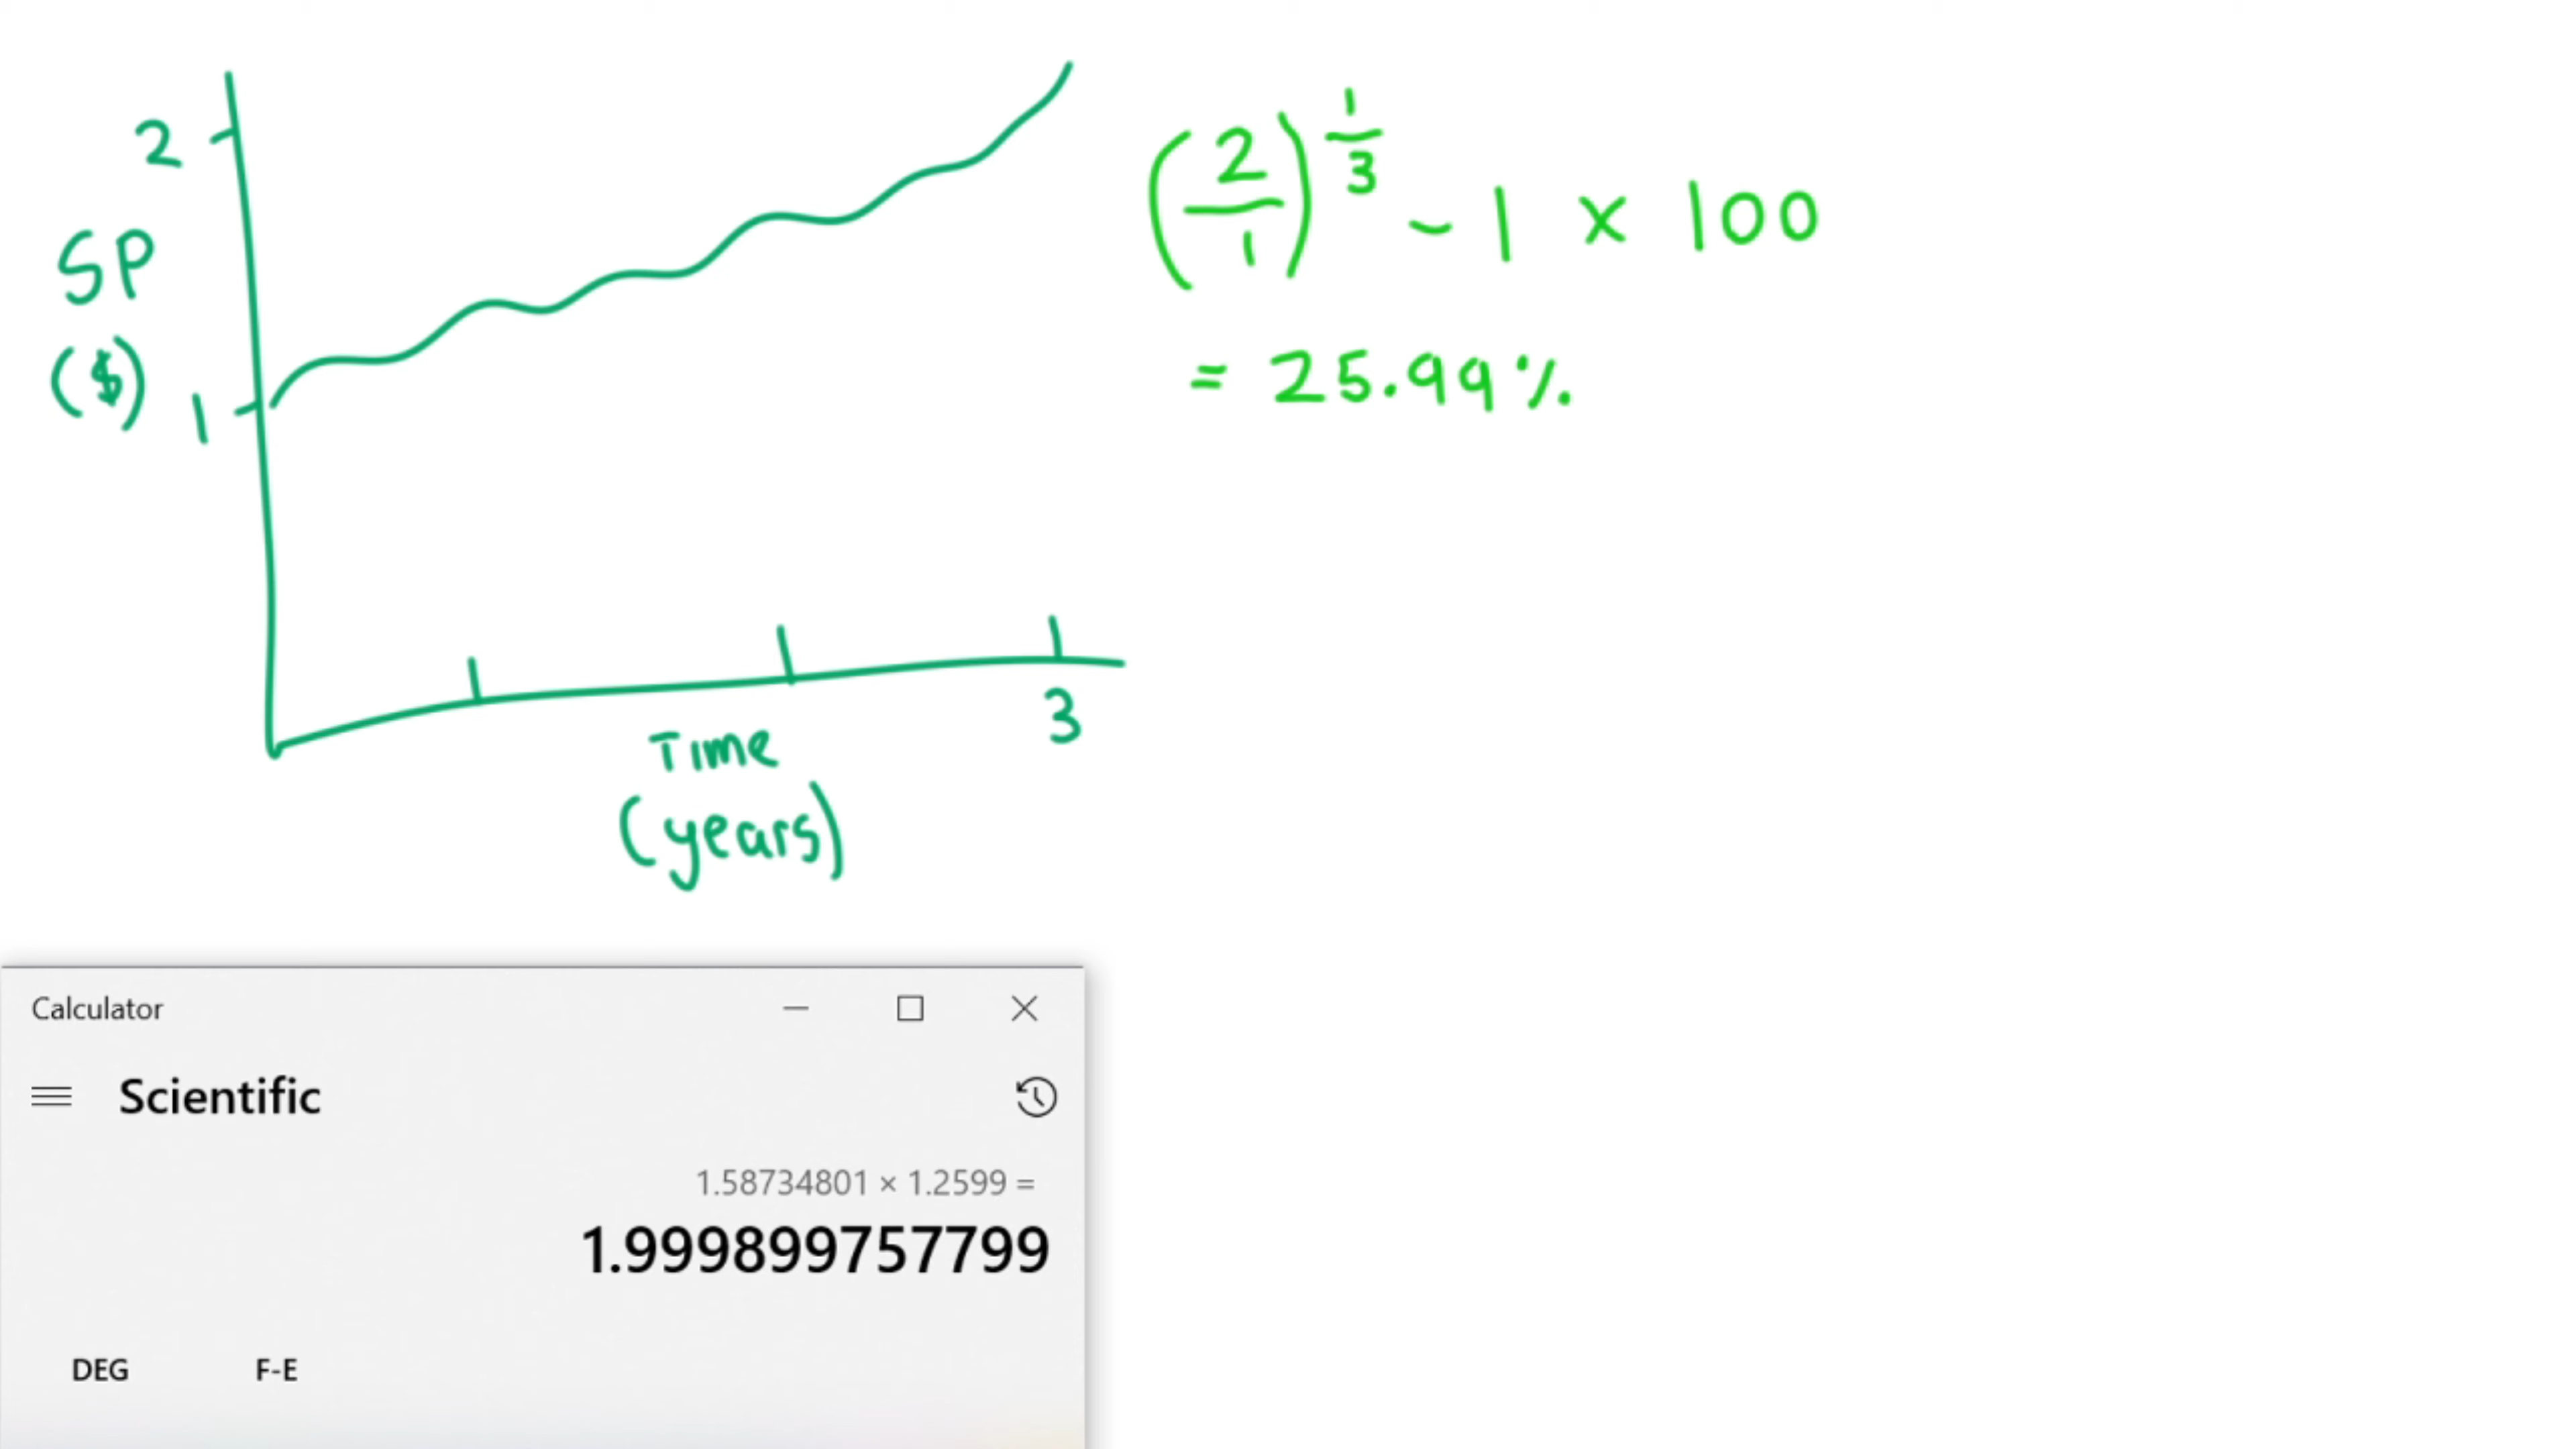 2
SP
($)
1
Time
(years)
3
(2/1)^1/3 - 1 × 100
= 25.99%
Calculator
Scientific
1.58734801 × 1.2599 =
1.999899757799
DEG F-E